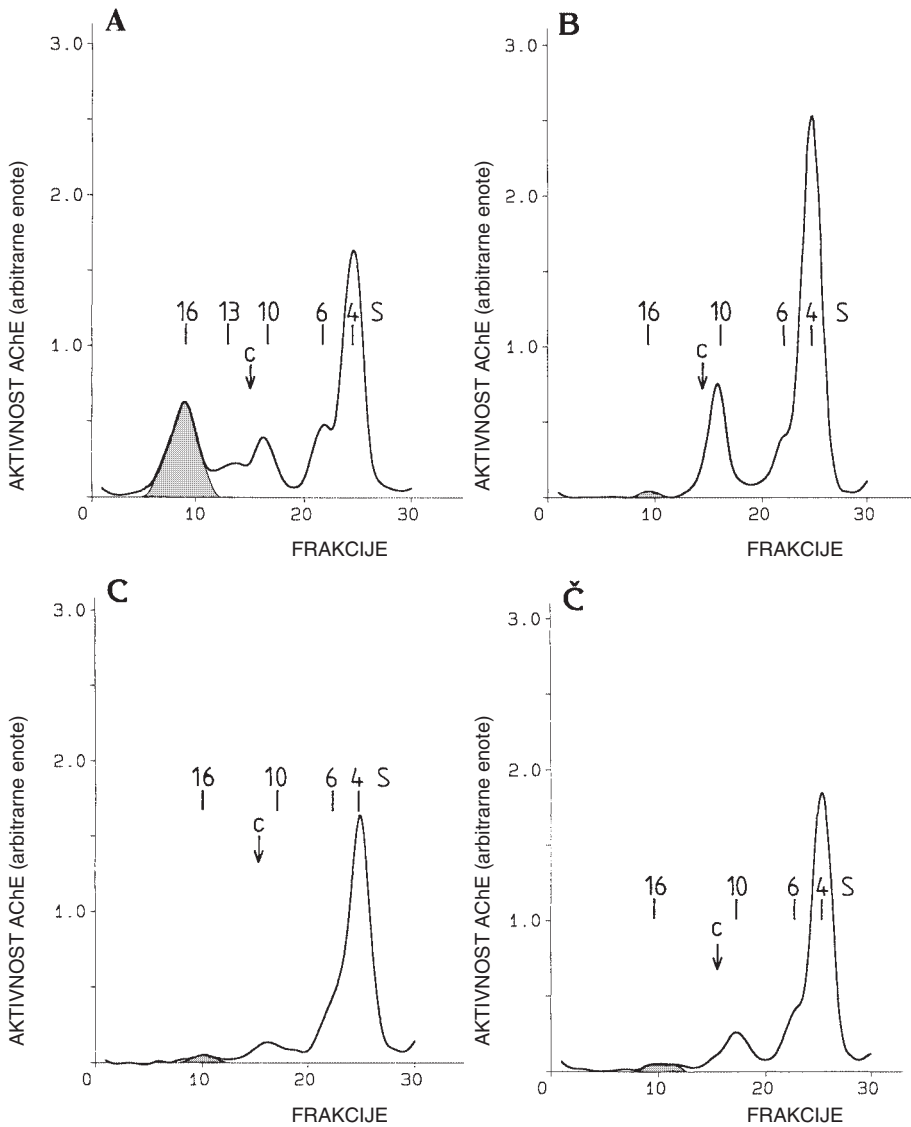 A
AKTIVNOST AChE (arbitrarne enote)
3.0
2.0
1.0
16 13 10 6 4 S
C
0 10 20 30
FRAKCIJE
B
AKTIVNOST AChE (arbitrarne enote)
3.0
2.0
1.0
16 10 6 4 S
C
0 10 20 30
FRAKCIJE
C
AKTIVNOST AChE (arbitrarne enote)
3.0
2.0
1.0
16 10 6 4 S
C
0 10 20 30
FRAKCIJE
Č
AKTIVNOST AChE (arbitrarne enote)
3.0
2.0
1.0
16 10 6 4 S
C
0 10 20 30
FRAKCIJE